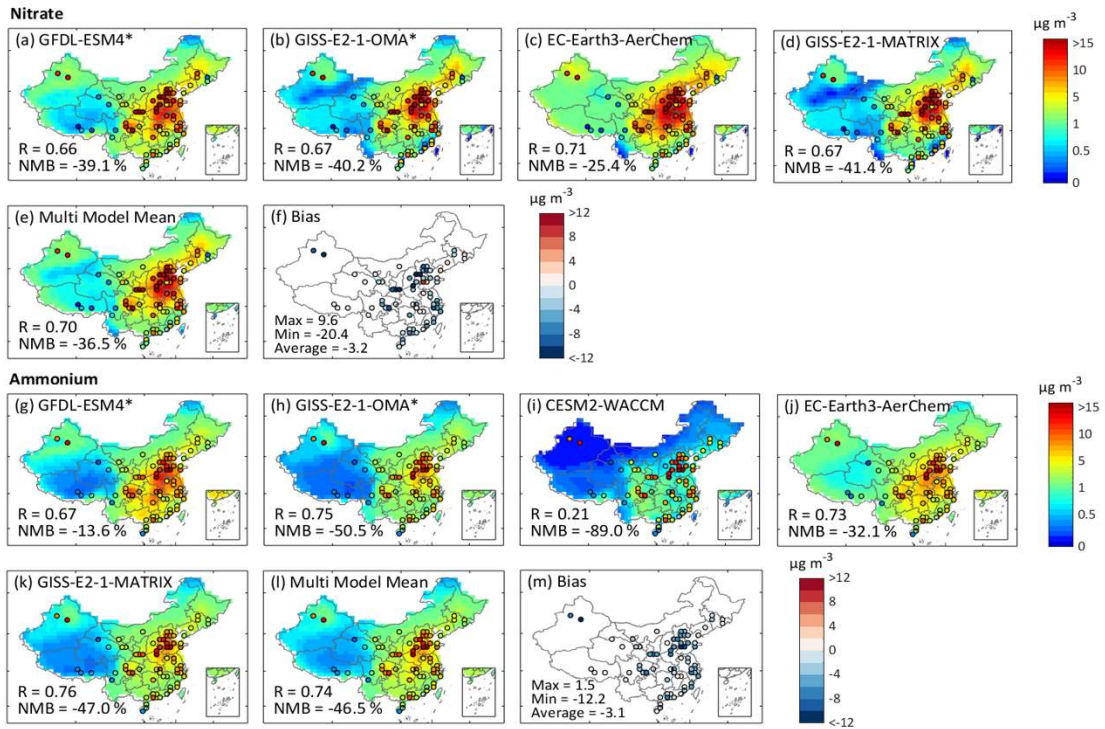 Nitrate
(a) GFDL-ESM4*
R = 0.66
NMB = -39.1 %
(b) GISS-E2-1-OMA*
R = 0.67
NMB = -40.2 %
(c) EC-Earth3-AerChem
R = 0.71
NMB = -25.4 %
(d) GISS-E2-1-MATRIX
R = 0.67
NMB = -41.4 %
µg m⁻³
>15
10
5
1
0.5
0
(e) Multi Model Mean
R = 0.70
NMB = -36.5 %
(f) Bias
Max = 9.6
Min = -20.4
Average = -3.2
µg m⁻³
>12
8
4
0
-4
-8
<-12
Ammonium
(g) GFDL-ESM4*
R = 0.67
NMB = -13.6 %
(h) GISS-E2-1-OMA*
R = 0.75
NMB = -50.5 %
(i) CESM2-WACCM
R = 0.21
NMB = -89.0 %
(j) EC-Earth3-AerChem
R = 0.73
NMB = -32.1 %
µg m⁻³
>15
10
5
1
0.5
0
(k) GISS-E2-1-MATRIX
R = 0.76
NMB = -47.0 %
(l) Multi Model Mean
R = 0.74
NMB = -46.5 %
(m) Bias
Max = 1.5
Min = -12.2
Average = -3.1
µg m⁻³
>12
8
4
0
-4
-8
<-12